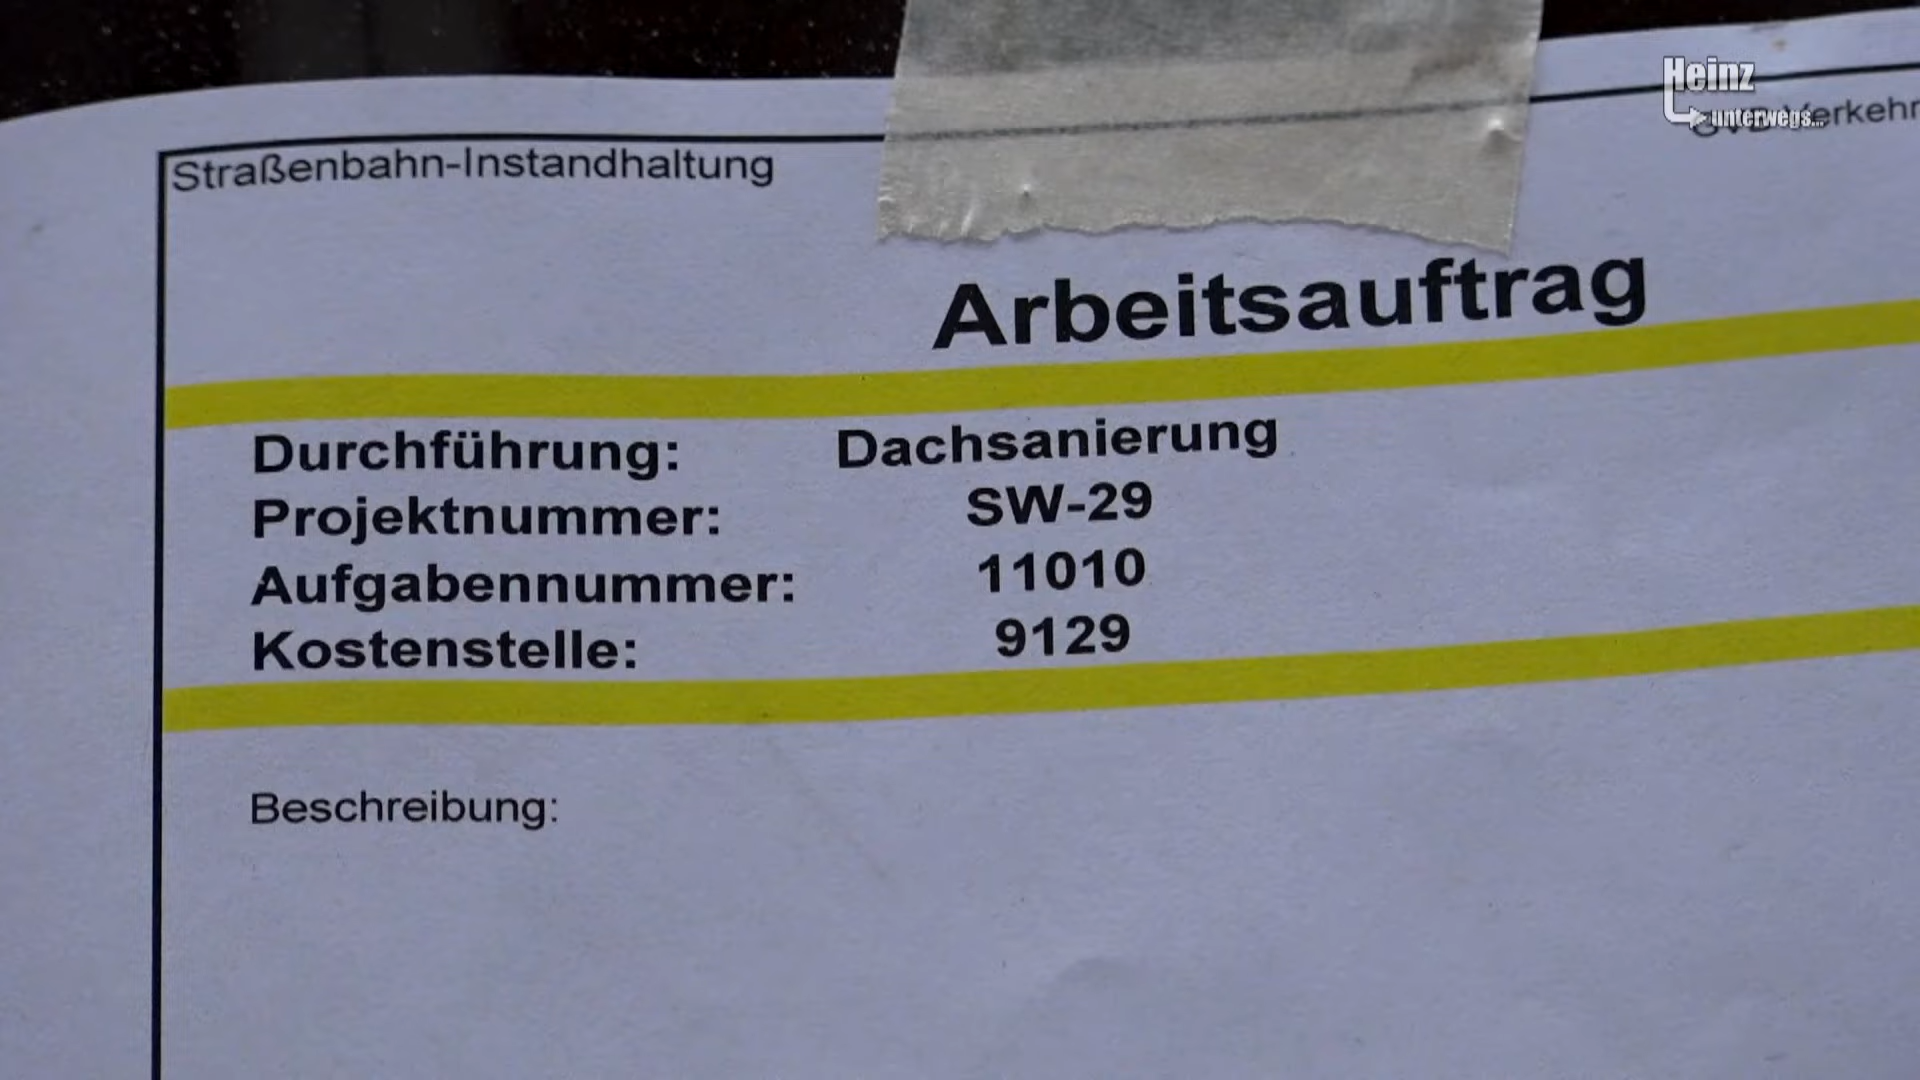 Heinz
unterwegs...
Straßenbahn-Instandhaltung
Arbeitsauftrag
Durchführung: Dachsanierung
Projektnummer: SW-29
Aufgabennummer: 11010
Kostenstelle: 9129
Beschreibung: